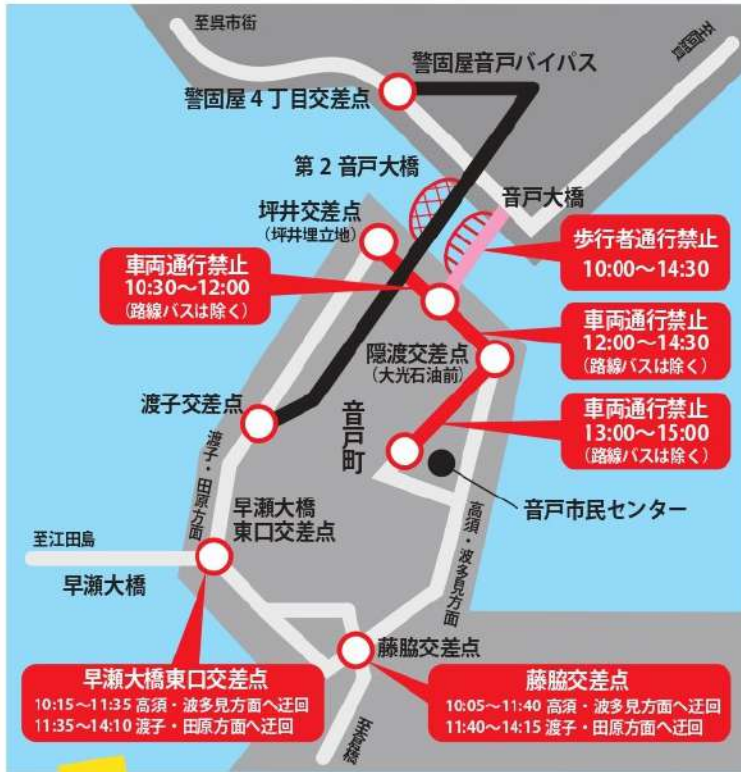 至呉市街
至阿賀
警固屋音戸バイパス
警固屋4丁目交差点
第2音戸大橋
音戸大橋
坪井交差点
(坪井埋立地)
歩行者通行禁止
10:00〜14:30
車両通行禁止
10:30〜12:00
(路線バスは除く)
車両通行禁止
12:00〜14:30
(路線バスは除く)
隠渡交差点
(大光石油前)
渡子交差点
音戸町
車両通行禁止
13:00〜15:00
(路線バスは除く)
渡子・田原方面
音戸市民センター
早瀬大橋
東口交差点
高須・波多見方面
至江田島
早瀬大橋
藤脇交差点
早瀬大橋東口交差点
10:15〜11:35 高須・波多見方面へ迂回
11:35〜14:10 渡子・田原方面へ迂回
藤脇交差点
10:05〜11:40 高須・波多見方面へ迂回
11:40〜14:15 渡子・田原方面へ迂回
至倉橋